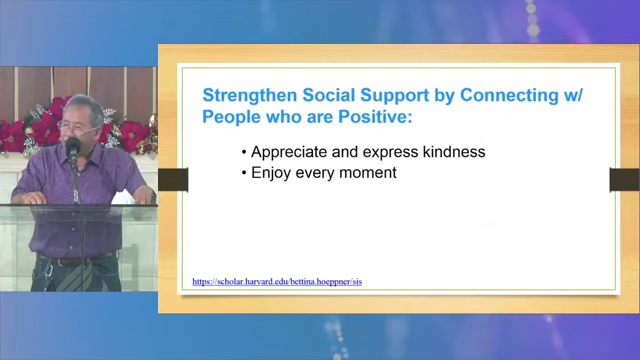 Strengthen Social Support by Connecting w/
People who are Positive:
• Appreciate and express kindness
• Enjoy every moment
https://scholar.harvard.edu/bettina.hoeppner/sis